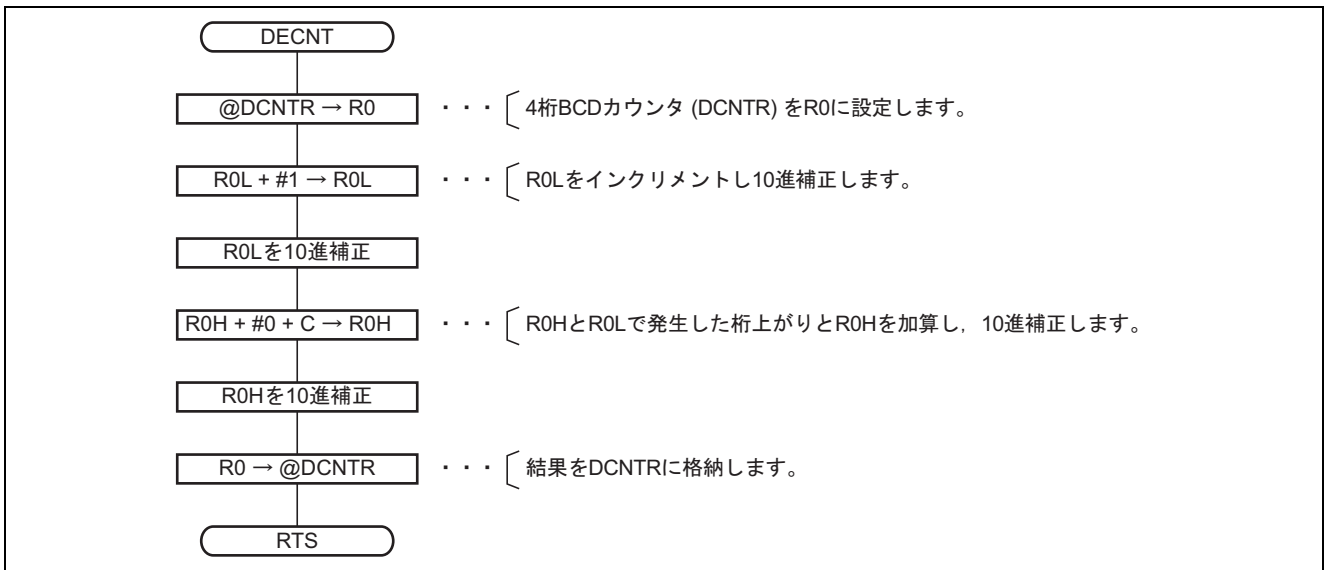 DECNT
@DCNTR → R0 ・・・ 4桁BCDカウンタ (DCNTR) をR0に設定します。
R0L + #1 → R0L ・・・ R0Lをインクリメントし10進補正します。
R0Lを10進補正
R0H + #0 + C → R0H ・・・ R0HとR0Lで発生した桁上がりとR0Hを加算し，10進補正します。
R0Hを10進補正
R0 → @DCNTR ・・・ 結果をDCNTRに格納します。
RTS